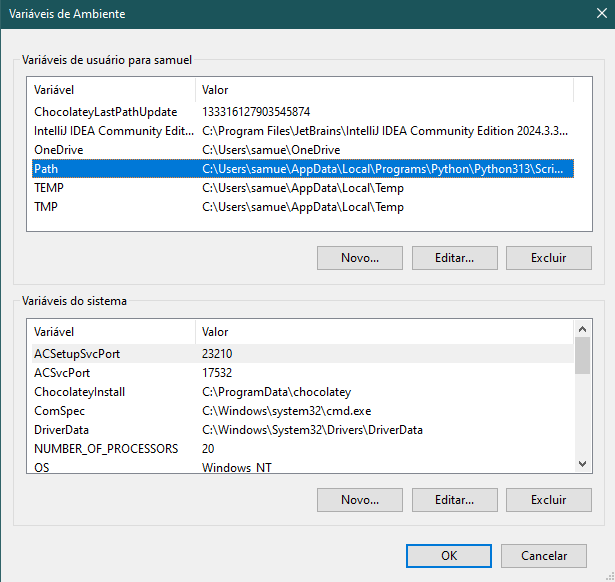 Variáveis de Ambiente
Variáveis de usuário para samuel
Variável Valor
ChocolateyLastPathUpdate 133316127903545874
IntelliJ IDEA Community Edit... C:\Program Files\JetBrains\IntelliJ IDEA Community Edition 2024.3.3...
OneDrive C:\Users\samue\OneDrive
Path C:\Users\samue\AppData\Local\Programs\Python\Python313\Scri...
TEMP C:\Users\samue\AppData\Local\Temp
TMP C:\Users\samue\AppData\Local\Temp
Novo... Editar... Excluir
Variáveis do sistema
Variável Valor
ACSetupSvcPort 23210
ACSvcPort 17532
ChocolateyInstall C:\ProgramData\chocolatey
ComSpec C:\Windows\system32\cmd.exe
DriverData C:\Windows\System32\Drivers\DriverData
NUMBER_OF_PROCESSORS 20
OS Windows_NT
Novo... Editar... Excluir
OK Cancelar